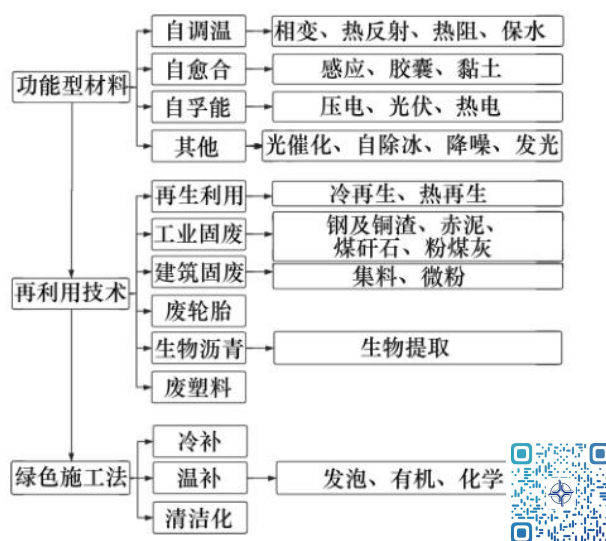 功能型材料
自调温
相变、热反射、热阻、保水
自愈合
感应、胶囊、黏土
自孚能
压电、光伏、热电
其他
光催化、自除冰、降噪、发光
再利用技术
再生利用
冷再生、热再生
工业固废
钢及铜渣、赤泥、
煤矸石、粉煤灰
建筑固废
集料、微粉
废轮胎
生物沥青
生物提取
废塑料
绿色施工法
冷补
温补
发泡、有机、化学
清洁化